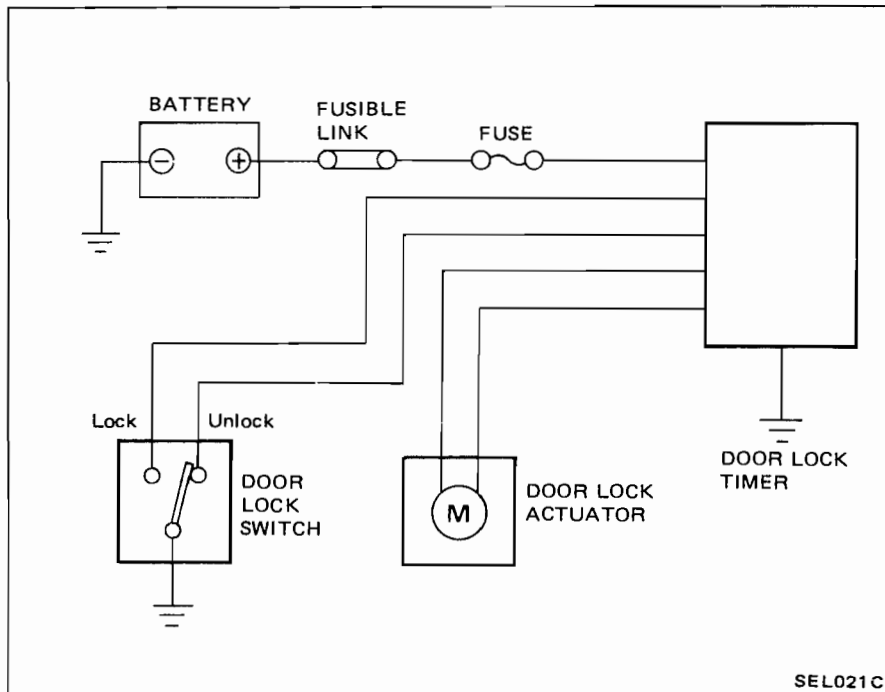 BATTERY
FUSIBLE
LINK
FUSE
Lock
Unlock
DOOR
LOCK
SWITCH
M
DOOR LOCK
ACTUATOR
DOOR LOCK
TIMER
SEL021C